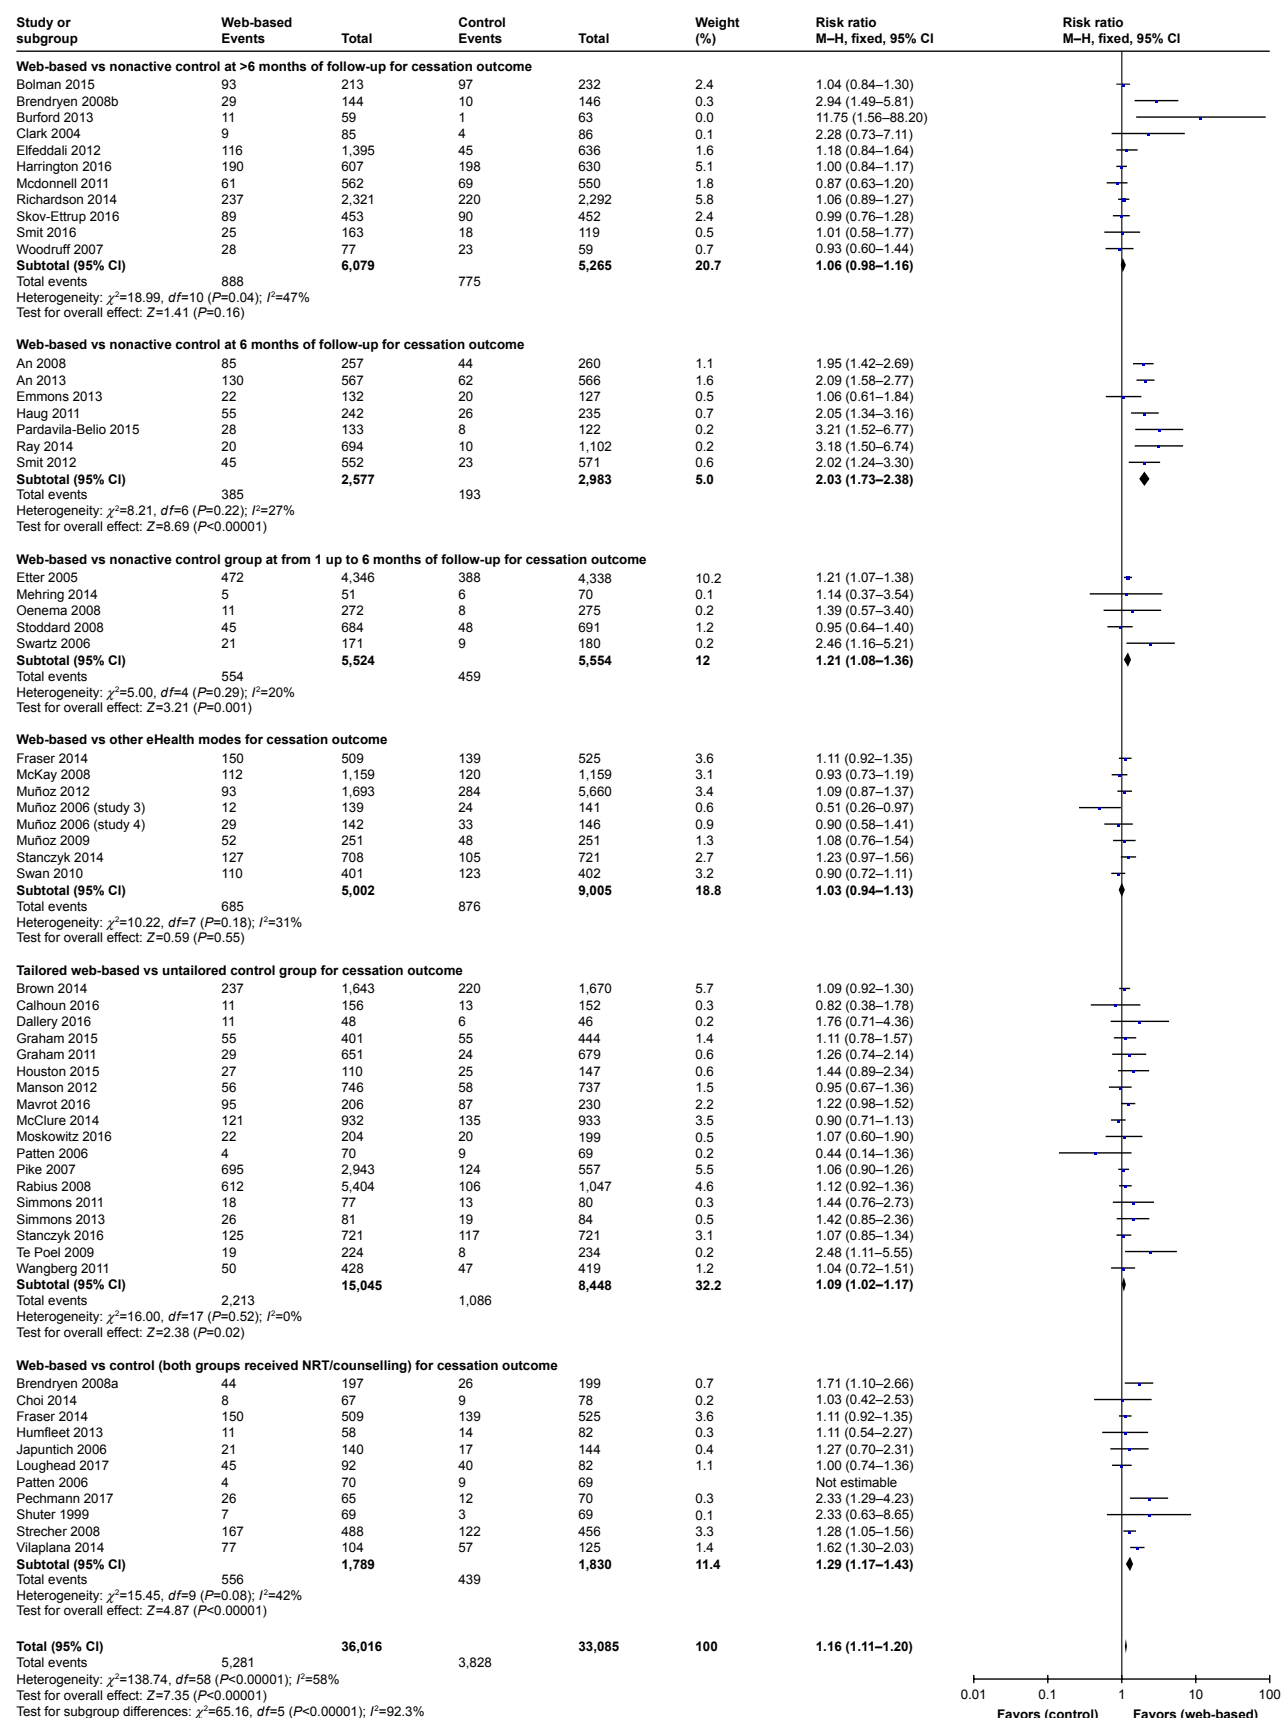 Study or Web-based Control Weight Risk ratio Risk ratio
subgroup Events Total Events Total (%) M–H, fixed, 95% CI M–H, fixed, 95% CI
Web-based vs nonactive control at >6 months of follow-up for cessation outcome
Bolman 2015 93 213 97 232 2.4 1.04 (0.84–1.30)
Brendryen 2008b 29 144 10 146 0.3 2.94 (1.49–5.81)
Burford 2013 11 59 1 63 0.0 11.75 (1.56–88.20)
Clark 2004 9 85 4 86 0.1 2.28 (0.73–7.11)
Elfeddali 2012 116 1,395 45 636 1.6 1.18 (0.84–1.64)
Harrington 2016 190 607 198 630 5.1 1.00 (0.84–1.17)
Mcdonnell 2011 61 562 69 550 1.8 0.87 (0.63–1.20)
Richardson 2014 237 2,321 220 2,292 5.8 1.06 (0.89–1.27)
Skov-Ettrup 2016 89 453 90 452 2.4 0.99 (0.76–1.28)
Smit 2016 25 163 18 119 0.5 1.01 (0.58–1.77)
Woodruff 2007 28 77 23 59 0.7 0.93 (0.60–1.44)
Subtotal (95% CI) 6,079 5,265 20.7 1.06 (0.98–1.16)
Total events 888 775
Heterogeneity: χ²=18.99, df=10 (P=0.04); I²=47%
Test for overall effect: Z=1.41 (P=0.16)
Web-based vs nonactive control at 6 months of follow-up for cessation outcome
An 2008 85 257 44 260 1.1 1.95 (1.42–2.69)
An 2013 130 567 62 566 1.6 2.09 (1.58–2.77)
Emmons 2013 22 132 20 127 0.5 1.06 (0.61–1.84)
Haug 2011 55 242 26 235 0.7 2.05 (1.34–3.16)
Pardavila-Belio 2015 28 133 8 122 0.2 3.21 (1.52–6.77)
Ray 2014 20 694 10 1,102 0.2 3.18 (1.50–6.74)
Smit 2012 45 552 23 571 0.6 2.02 (1.24–3.30)
Subtotal (95% CI) 2,577 2,983 5.0 2.03 (1.73–2.38)
Total events 385 193
Heterogeneity: χ²=8.21, df=6 (P=0.22); I²=27%
Test for overall effect: Z=8.69 (P<0.00001)
Web-based vs nonactive control group at from 1 up to 6 months of follow-up for cessation outcome
Etter 2005 472 4,346 388 4,338 10.2 1.21 (1.07–1.38)
Mehring 2014 5 51 6 70 0.1 1.14 (0.37–3.54)
Oenema 2008 11 272 8 275 0.2 1.39 (0.57–3.40)
Stoddard 2008 45 684 48 691 1.2 0.95 (0.64–1.40)
Swartz 2006 21 171 9 180 0.2 2.46 (1.16–5.21)
Subtotal (95% CI) 5,524 5,554 12 1.21 (1.08–1.36)
Total events 554 459
Heterogeneity: χ²=5.00, df=4 (P=0.29); I²=20%
Test for overall effect: Z=3.21 (P=0.001)
Web-based vs other eHealth modes for cessation outcome
Fraser 2014 150 509 139 525 3.6 1.11 (0.92–1.35)
McKay 2008 112 1,159 120 1,159 3.1 0.93 (0.73–1.19)
Muñoz 2012 93 1,693 284 5,660 3.4 1.09 (0.87–1.37)
Muñoz 2006 (study 3) 12 139 24 141 0.6 0.51 (0.26–0.97)
Muñoz 2006 (study 4) 29 142 33 146 0.9 0.90 (0.58–1.41)
Muñoz 2009 52 251 48 251 1.3 1.08 (0.76–1.54)
Stanczyk 2014 127 708 105 721 2.7 1.23 (0.97–1.56)
Swan 2010 110 401 123 402 3.2 0.90 (0.72–1.11)
Subtotal (95% CI) 5,002 9,005 18.8 1.03 (0.94–1.13)
Total events 685 876
Heterogeneity: χ²=10.22, df=7 (P=0.18); I²=31%
Test for overall effect: Z=0.59 (P=0.55)
Tailored web-based vs untailored control group for cessation outcome
Brown 2014 237 1,643 220 1,670 5.7 1.09 (0.92–1.30)
Calhoun 2016 11 156 13 152 0.3 0.82 (0.38–1.78)
Dallery 2016 11 48 6 46 0.2 1.76 (0.71–4.36)
Graham 2015 55 401 55 444 1.4 1.11 (0.78–1.57)
Graham 2011 29 651 24 679 0.6 1.26 (0.74–2.14)
Houston 2015 27 110 25 147 0.6 1.44 (0.89–2.34)
Manson 2012 56 746 58 737 1.5 0.95 (0.67–1.36)
Mavrot 2016 95 206 87 230 2.2 1.22 (0.98–1.52)
McClure 2014 121 932 135 933 3.5 0.90 (0.71–1.13)
Moskowitz 2016 22 204 20 199 0.5 1.07 (0.60–1.90)
Patten 2006 4 70 9 69 0.2 0.44 (0.14–1.36)
Pike 2007 695 2,943 124 557 5.5 1.06 (0.90–1.26)
Rabius 2008 612 5,404 106 1,047 4.6 1.12 (0.92–1.36)
Simmons 2011 18 77 13 80 0.3 1.44 (0.76–2.73)
Simmons 2013 26 81 19 84 0.5 1.42 (0.85–2.36)
Stanczyk 2016 125 721 117 721 3.1 1.07 (0.85–1.34)
Te Poel 2009 19 224 8 234 0.2 2.48 (1.11–5.55)
Wangberg 2011 50 428 47 419 1.2 1.04 (0.72–1.51)
Subtotal (95% CI) 15,045 8,448 32.2 1.09 (1.02–1.17)
Total events 2,213 1,086
Heterogeneity: χ²=16.00, df=17 (P=0.52); I²=0%
Test for overall effect: Z=2.38 (P=0.02)
Web-based vs control (both groups received NRT/counselling) for cessation outcome
Brendryen 2008a 44 197 26 199 0.7 1.71 (1.10–2.66)
Choi 2014 8 67 9 78 0.2 1.03 (0.42–2.53)
Fraser 2014 150 509 139 525 3.6 1.11 (0.92–1.35)
Humfleet 2013 11 58 14 82 0.3 1.11 (0.54–2.27)
Japuntich 2006 21 140 17 144 0.4 1.27 (0.70–2.31)
Loughead 2017 45 92 40 82 1.1 1.00 (0.74–1.36)
Patten 2006 4 70 9 69 Not estimable
Pechmann 2017 26 65 12 70 0.3 2.33 (1.29–4.23)
Shuter 1999 7 69 3 69 0.1 2.33 (0.63–8.65)
Strecher 2008 167 488 122 456 3.3 1.28 (1.05–1.56)
Vilaplana 2014 77 104 57 125 1.4 1.62 (1.30–2.03)
Subtotal (95% CI) 1,789 1,830 11.4 1.29 (1.17–1.43)
Total events 556 439
Heterogeneity: χ²=15.45, df=9 (P=0.08); I²=42%
Test for overall effect: Z=4.87 (P<0.00001)
Total (95% CI) 36,016 33,085 100 1.16 (1.11–1.20)
Total events 5,281 3,828
Heterogeneity: χ²=138.74, df=58 (P<0.00001); I²=58%
Test for overall effect: Z=7.35 (P<0.00001)
Test for subgroup differences: χ²=65.16, df=5 (P<0.00001); I²=92.3%
0.01 0.1 1 10 100
Favors (control) Favors (web-based)